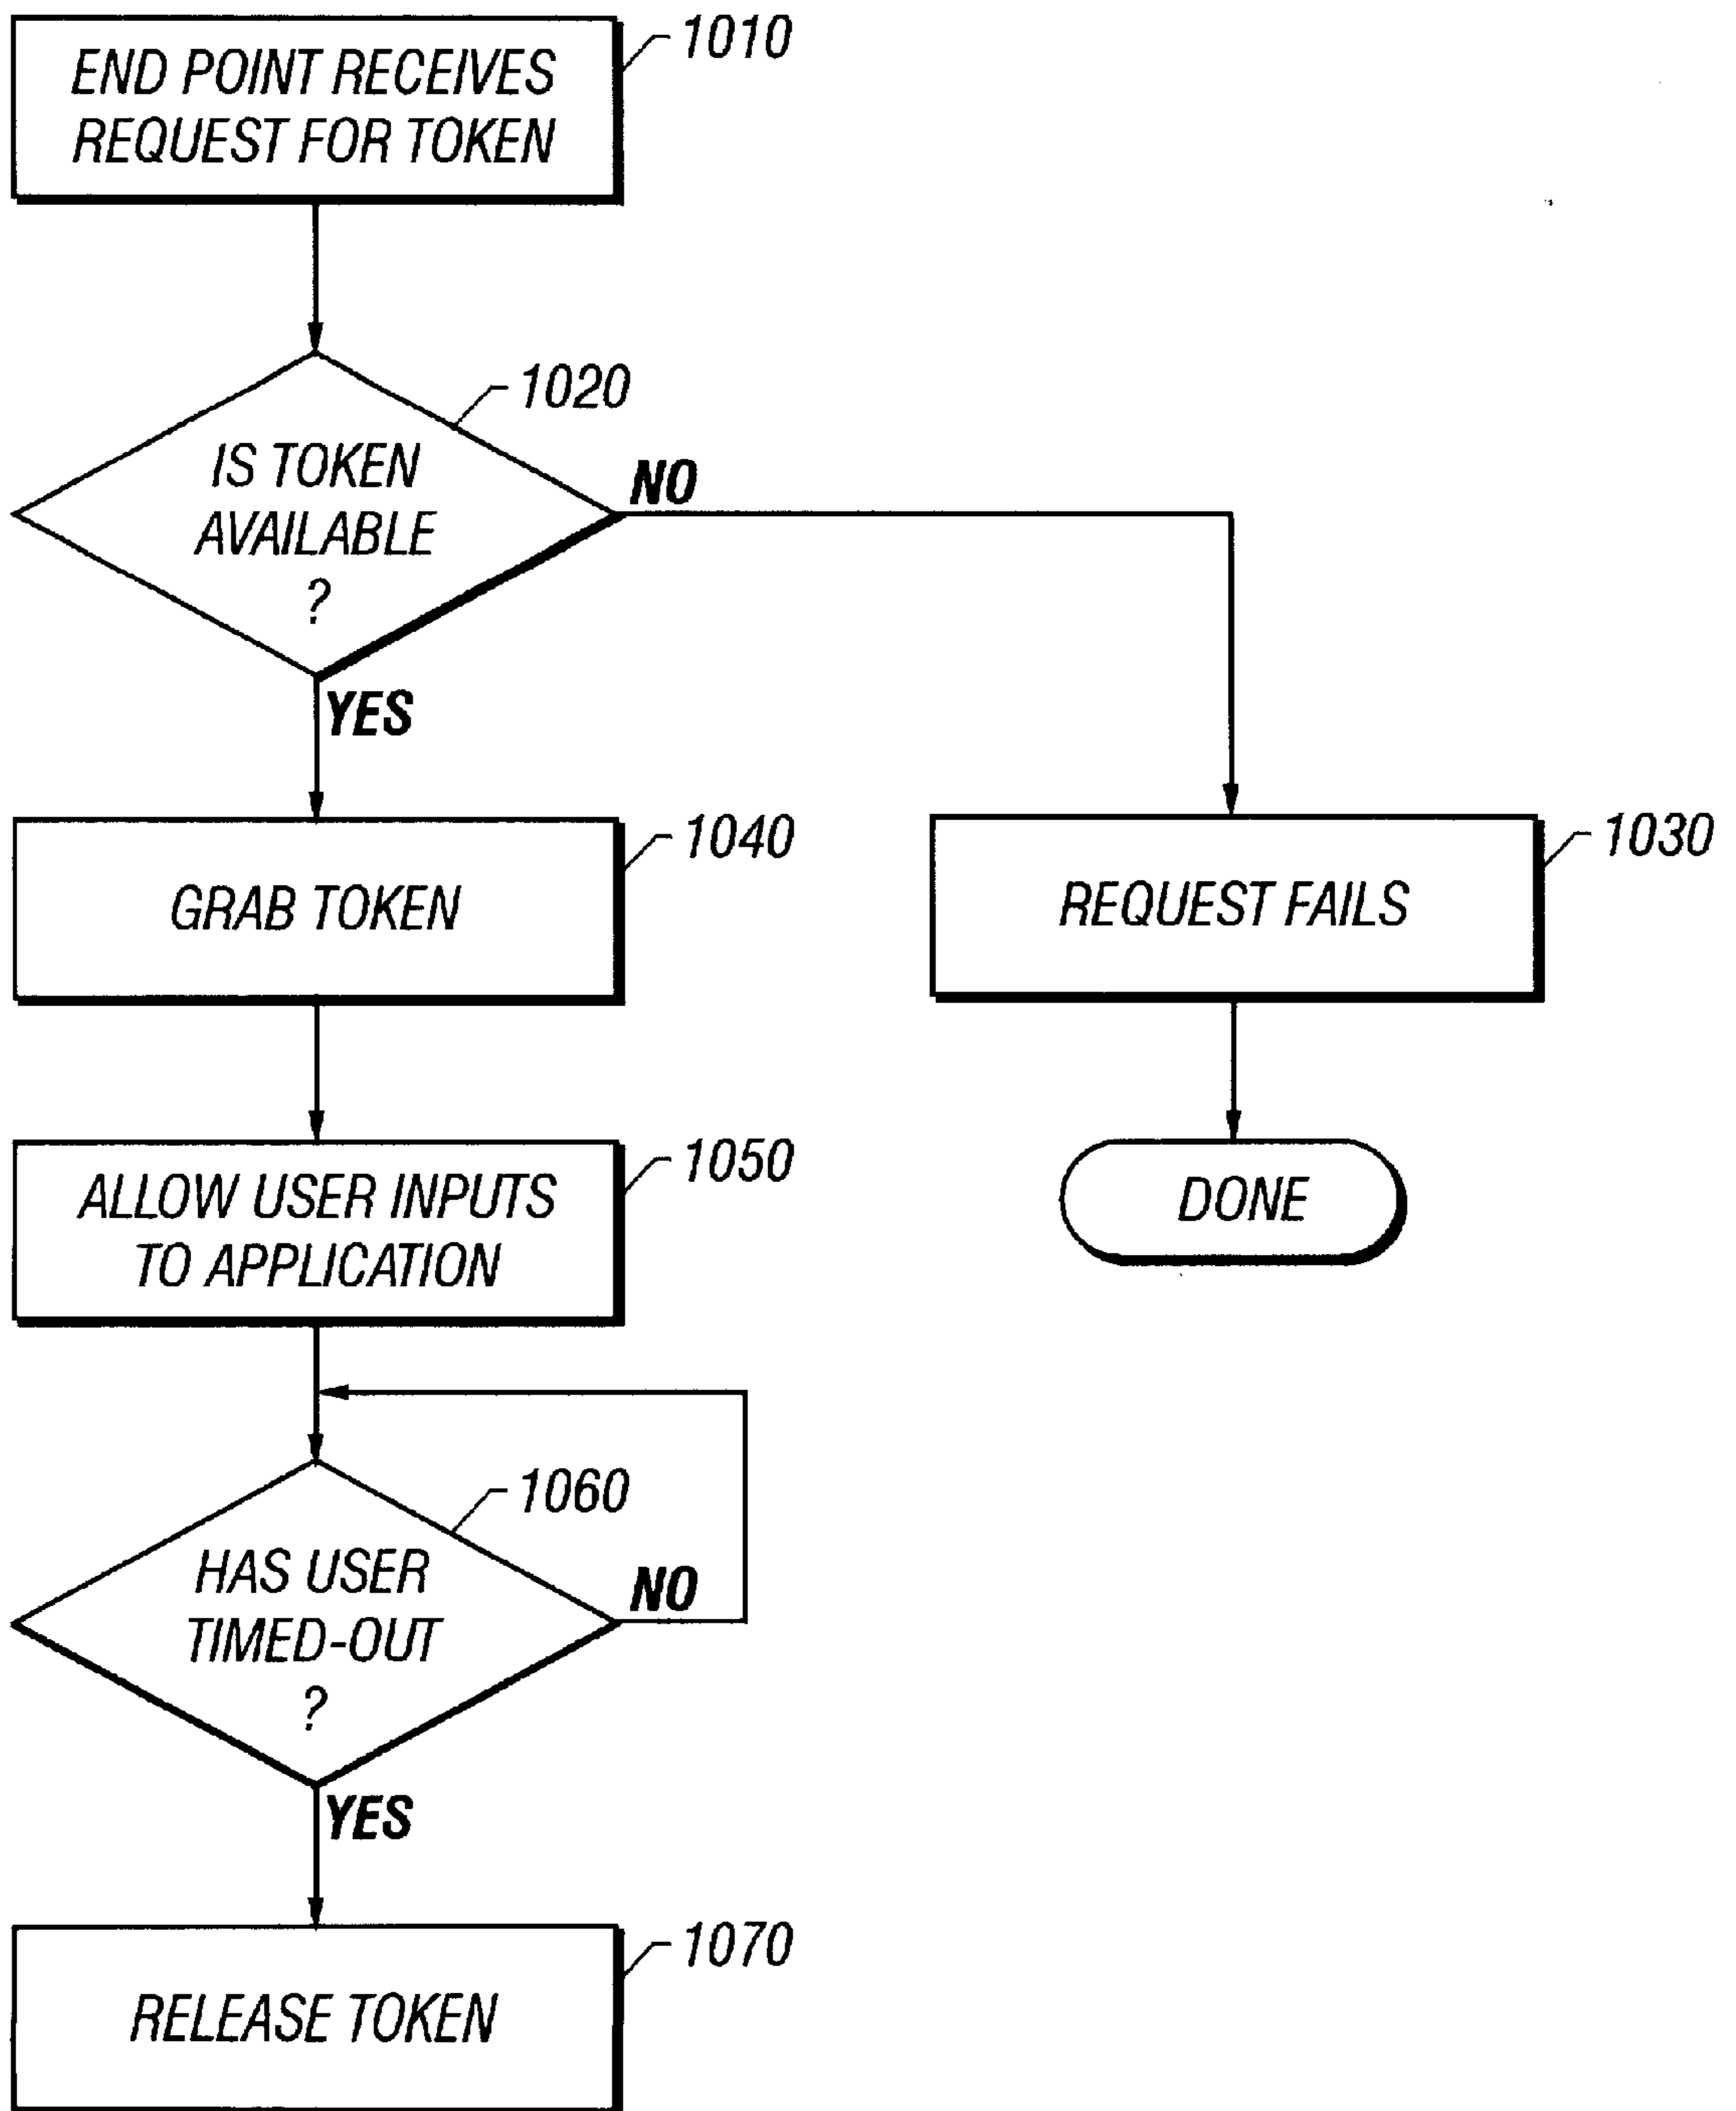 END POINT RECEIVES
REQUEST FOR TOKEN
1010
IS TOKEN
AVAILABLE
?
1020
NO
YES
GRAB TOKEN
1040
REQUEST FAILS
1030
ALLOW USER INPUTS
TO APPLICATION
1050
DONE
HAS USER
TIMED-OUT
?
1060
NO
YES
RELEASE TOKEN
1070